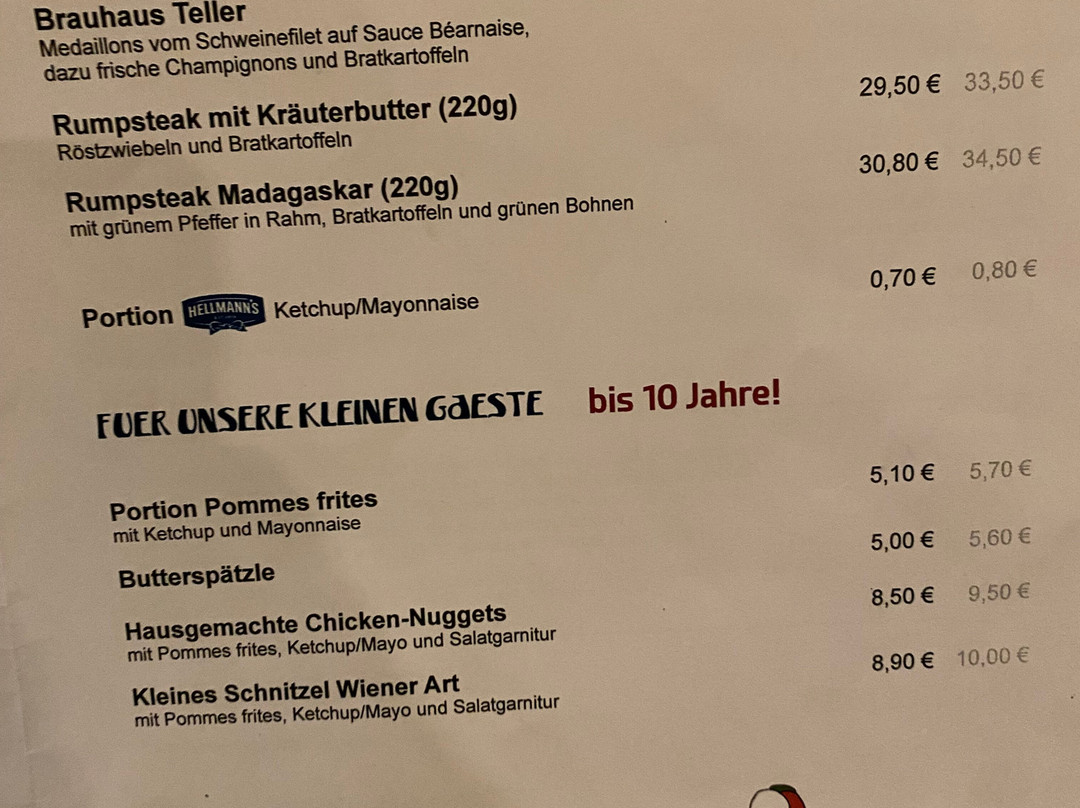 Brauhaus Teller
Medaillons vom Schweinefilet auf Sauce Béarnaise,
dazu frische Champignons und Bratkartoffeln
Rumpsteak mit Kräuterbutter (220g) 29,50 € 33,50 €
Röstzwiebeln und Bratkartoffeln
Rumpsteak Madagaskar (220g) 30,80 € 34,50 €
mit grünem Pfeffer in Rahm, Bratkartoffeln und grünen Bohnen
Portion HELLMANN'S Ketchup/Mayonnaise 0,70 € 0,80 €
FUER UNSERE KLEINEN GAESTE bis 10 Jahre!
Portion Pommes frites 5,10 € 5,70 €
mit Ketchup und Mayonnaise
Butterspätzle 5,00 € 5,60 €
Hausgemachte Chicken-Nuggets 8,50 € 9,50 €
mit Pommes frites, Ketchup/Mayo und Salatgarnitur
Kleines Schnitzel Wiener Art 8,90 € 10,00 €
mit Pommes frites, Ketchup/Mayo und Salatgarnitur